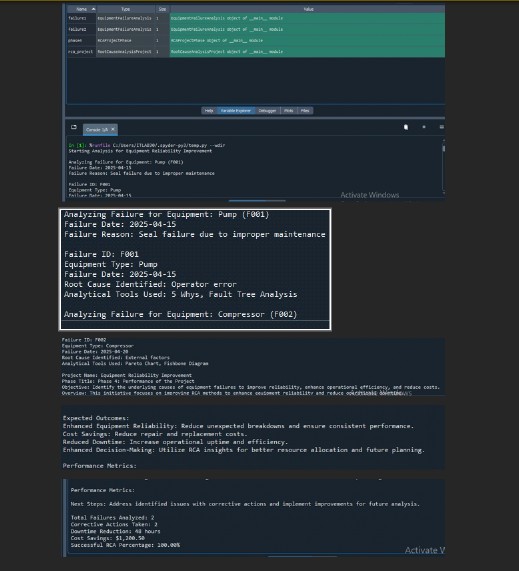 Name Type Size Value
failure1 EquipmentFailureAnalysis 1 EquipmentFailureAnalysis object of __main__ module
failure2 EquipmentFailureAnalysis 1 EquipmentFailureAnalysis object of __main__ module
phase4 RCAProjectPhase 1 RCAProjectPhase object of __main__ module
rca_project RootCauseAnalysisProject 1 RootCauseAnalysisProject object of __main__ module
Help Variable Explorer Debugger Plots Files
Console 1/A
In [1]: %runfile C:/Users/ITLAB30/.spyder-py3/temp.py --wdir
Starting Analysis for Equipment Reliability Improvement
Analyzing Failure for Equipment: Pump (F001)
Failure Date: 2025-04-15
Failure Reason: Seal failure due to improper maintenance
Failure ID: F001
Equipment Type: Pump
Failure Date: 2025-04-15
Activate Windows
Analyzing Failure for Equipment: Pump (F001)
Failure Date: 2025-04-15
Failure Reason: Seal failure due to improper maintenance
Failure ID: F001
Equipment Type: Pump
Failure Date: 2025-04-15
Root Cause Identified: Operator error
Analytical Tools Used: 5 Whys, Fault Tree Analysis
Analyzing Failure for Equipment: Compressor (F002)
Failure ID: F002
Equipment Type: Compressor
Failure Date: 2025-04-20
Root Cause Identified: External factors
Analytical Tools Used: Pareto Chart, Fishbone Diagram
Project Name: Equipment Reliability Improvement
Phase Title: Phase 4: Performance of the Project
Objective: Identify the underlying causes of equipment failures to improve reliability, enhance operational efficiency, and reduce costs.
Overview: This initiative focuses on improving RCA methods to enhance equipment reliability and reduce operational downtime.
Expected Outcomes:
Enhanced Equipment Reliability: Reduce unexpected breakdowns and ensure consistent performance.
Cost Savings: Reduce repair and replacement costs.
Reduced Downtime: Increase operational uptime and efficiency.
Enhanced Decision-Making: Utilize RCA insights for better resource allocation and future planning.
Performance Metrics:
Performance Metrics:
Next Steps: Address identified issues with corrective actions and implement improvements for future analysis.
Total Failures Analyzed: 2
Corrective Actions Taken: 2
Downtime Reduction: 48 hours
Cost Savings: $1,200.50
Successful RCA Percentage: 100.00%
Activate W